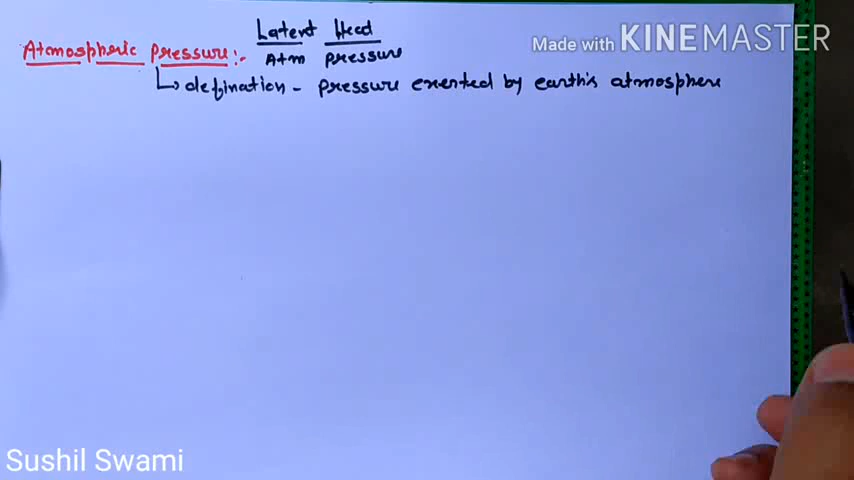 Latent Heat
Atmospheric pressure:-
Atm pressure
defination - pressure exerted by earth's atmosphere
Made with KINEMASTER
Sushil Swami